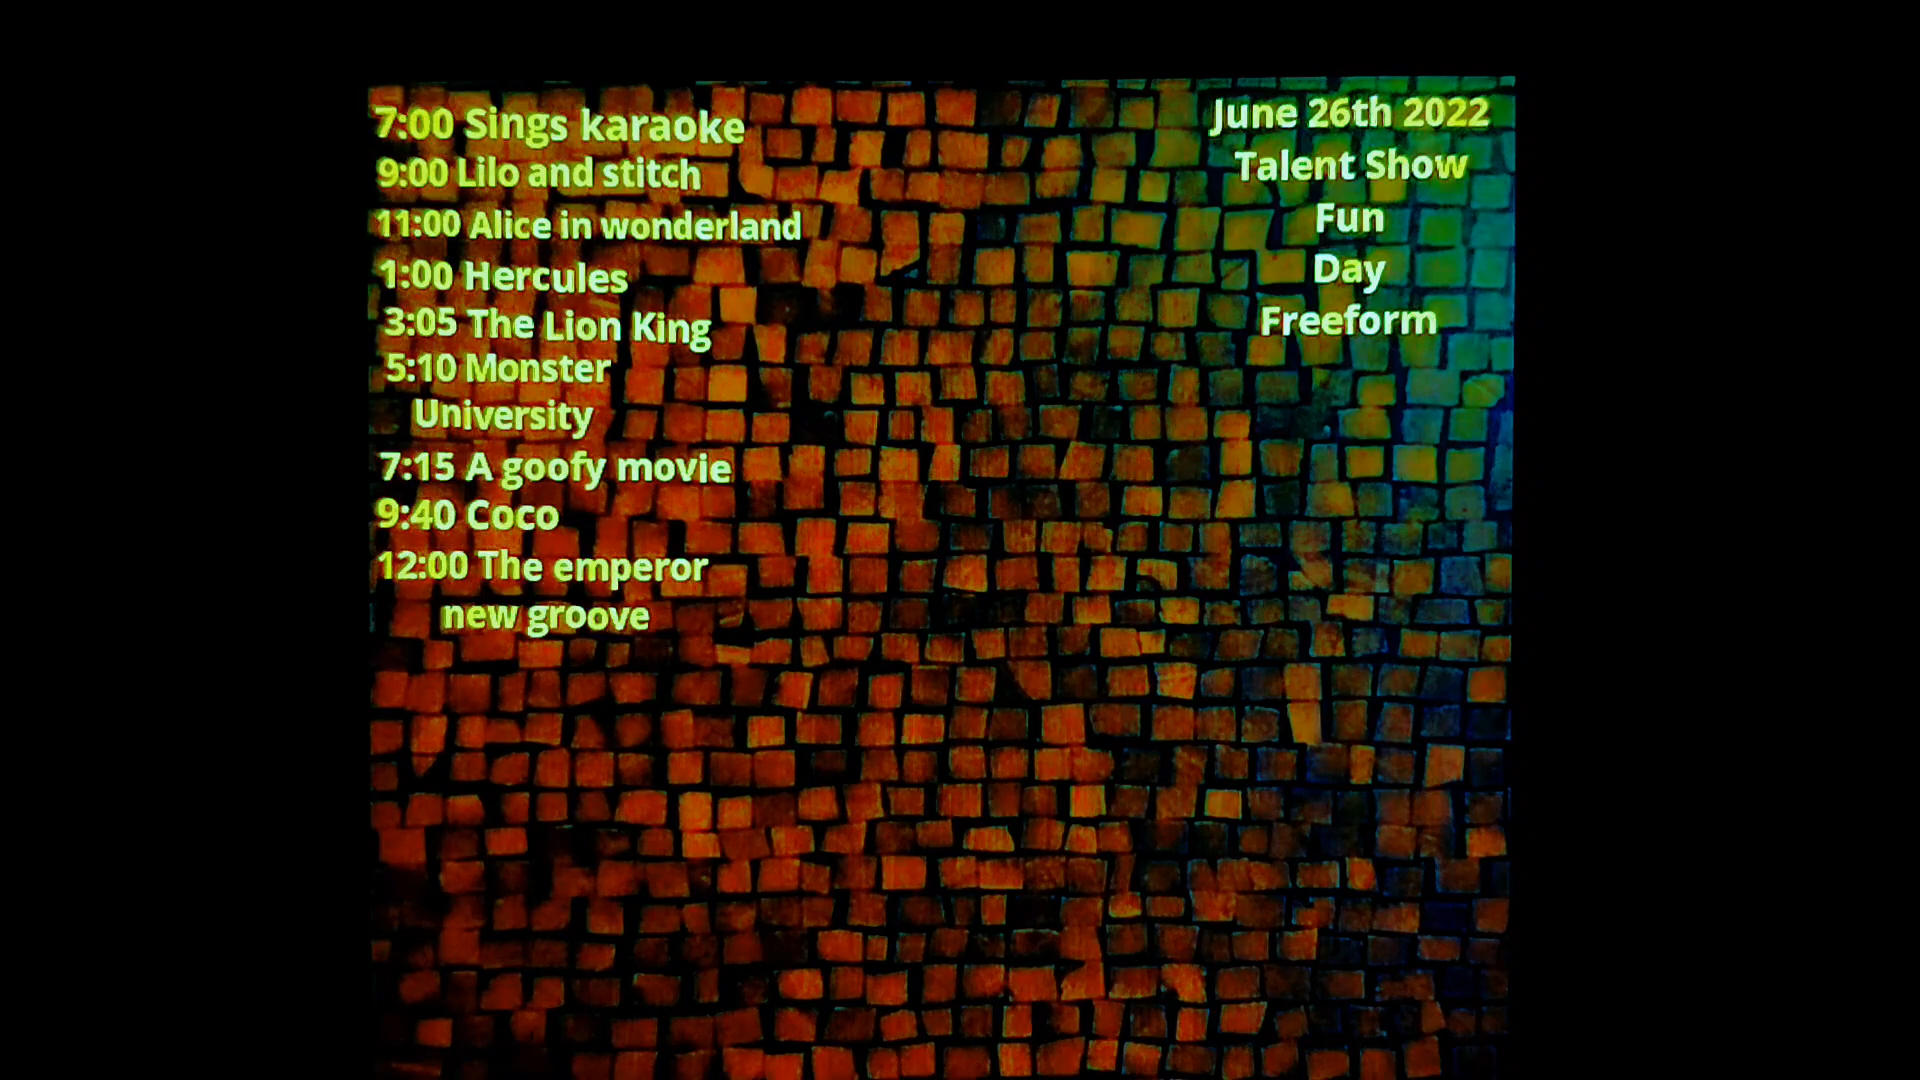 7:00 Sings karaoke
9:00 Lilo and stitch
11:00 Alice in wonderland
1:00 Hercules
3:05 The Lion King
5:10 Monster
University
7:15 A goofy movie
9:40 Coco
12:00 The emperor
new groove
June 26th 2022
Talent Show
Fun
Day
Freeform